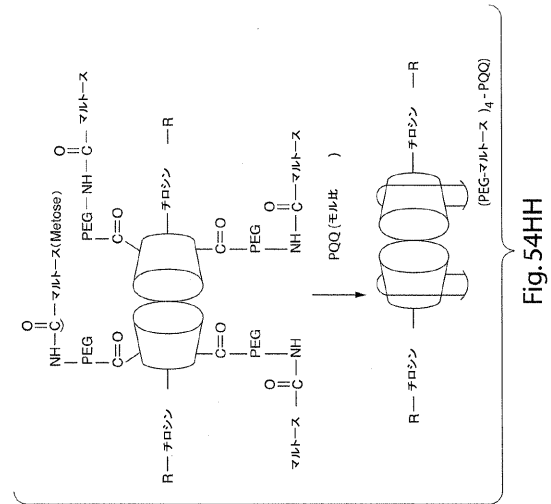 O=C—マルトース(Metose)
NH
PEG
C=O
O=C—マルトース
PEG—NH
C=O
R—チロシン
チロシン—R
C=O
PEG
NH
O=C
マルトース
C=O
PEG
NH
O=C—マルトース
PQQ (モル比 )
R—チロシン
チロシン—R
(PEG-マルトース )4-PQQ
Fig. 54HH